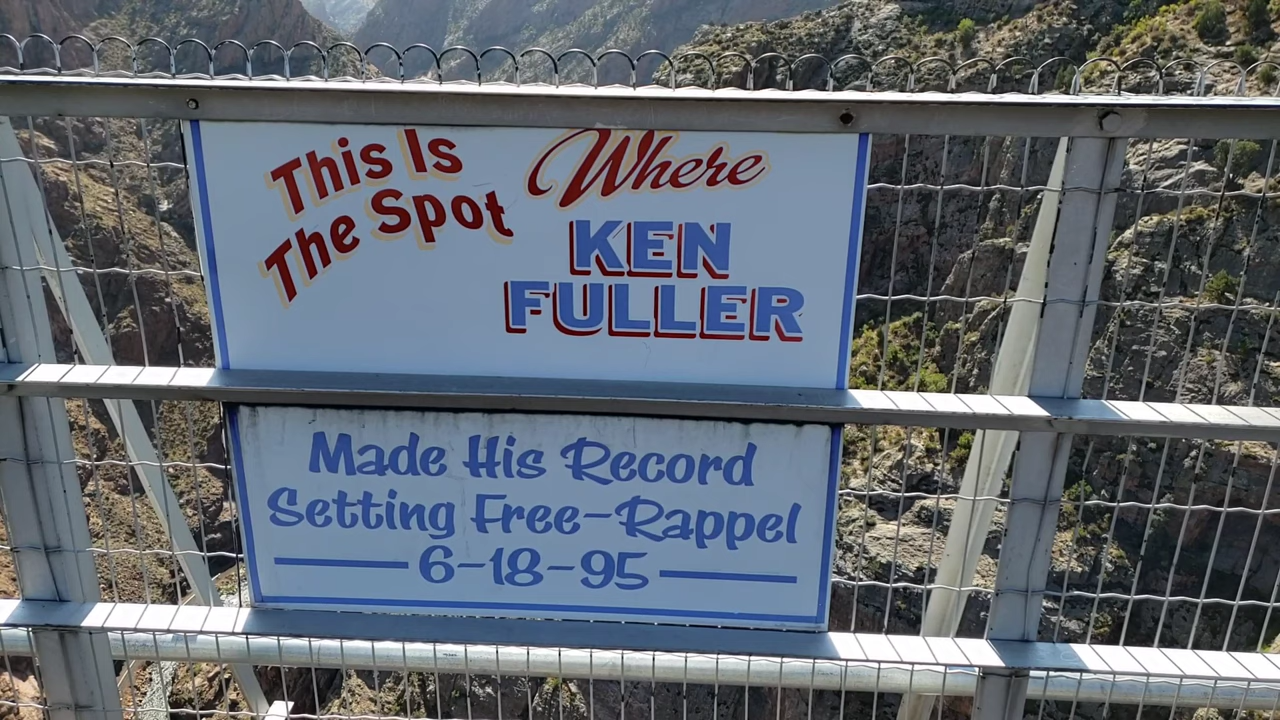 This Is
The Spot
Where
KEN
FULLER
Made His Record
Setting Free-Rappel
6-18-95